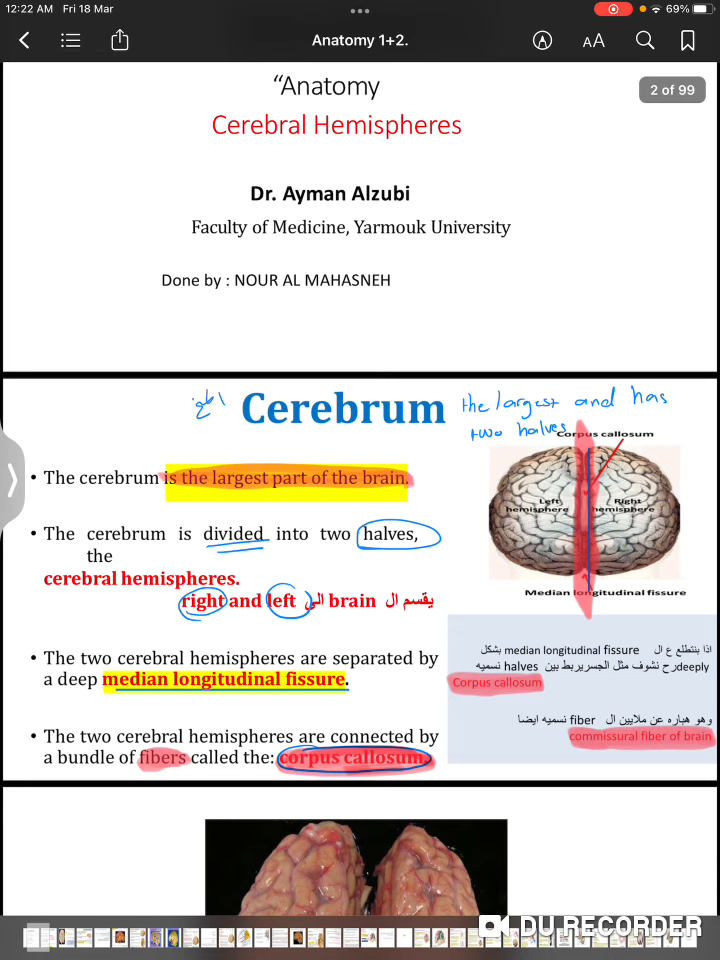 12:22 AM Fri 18 Mar
69%
Anatomy 1+2.
AA
2 of 99
“Anatomy
Cerebral Hemispheres
Dr. Ayman Alzubi
Faculty of Medicine, Yarmouk University
Done by : NOUR AL MAHASNEH
المخ Cerebrum
the largest and has
two halves
• The cerebrum is the largest part of the brain.
• The cerebrum is divided into two halves,
the
cerebral hemispheres.
right and left يقسم ال brain الى
• The two cerebral hemispheres are separated by
a deep median longitudinal fissure.
• The two cerebral hemispheres are connected by
a bundle of fibers called the: corpus callosum.
Corpus callosum
Left
hemisphere
Right
hemisphere
Median longitudinal fissure
اذا بنتطلع ع ال median longitudinal fissure بشكل
deeply رح نشوف مثل الجسر يربط بين halves نسميه
Corpus callosum
وهو هباره عن ملايين ال fiber نسميه ايضا
commissural fiber of brain
DU RECORDER